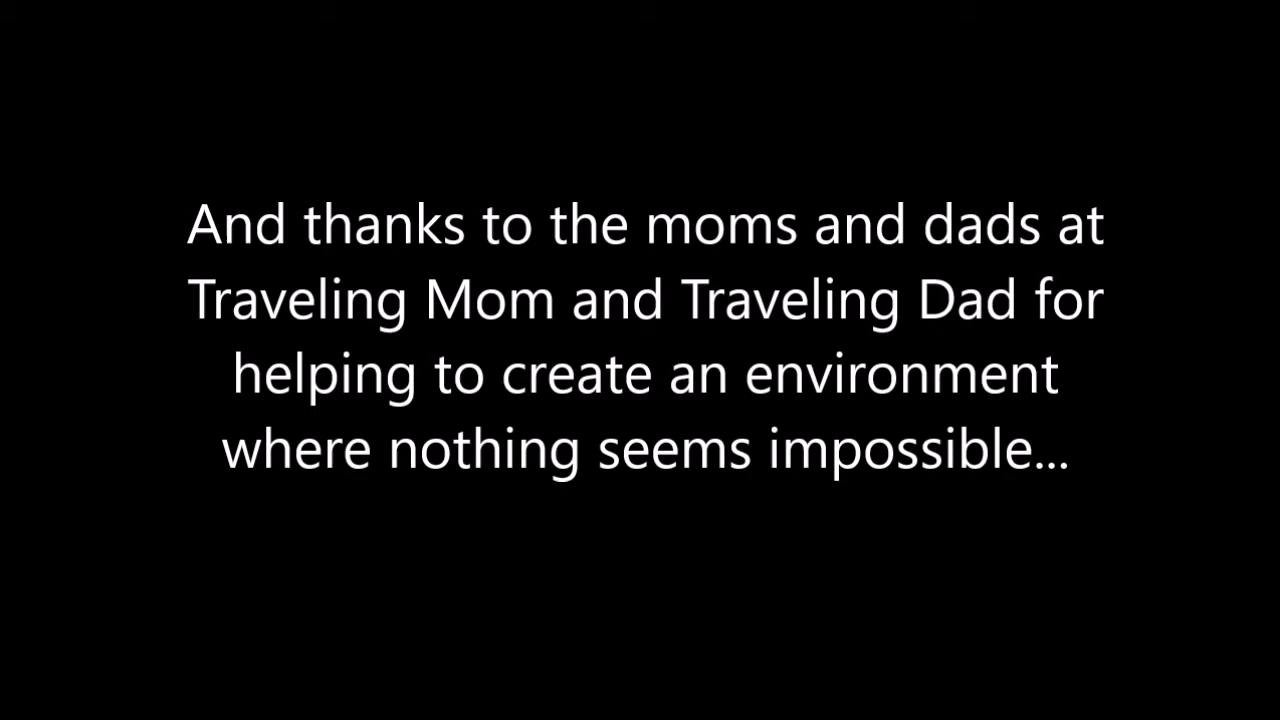 And thanks to the moms and dads at
Traveling Mom and Traveling Dad for
helping to create an environment
where nothing seems impossible...